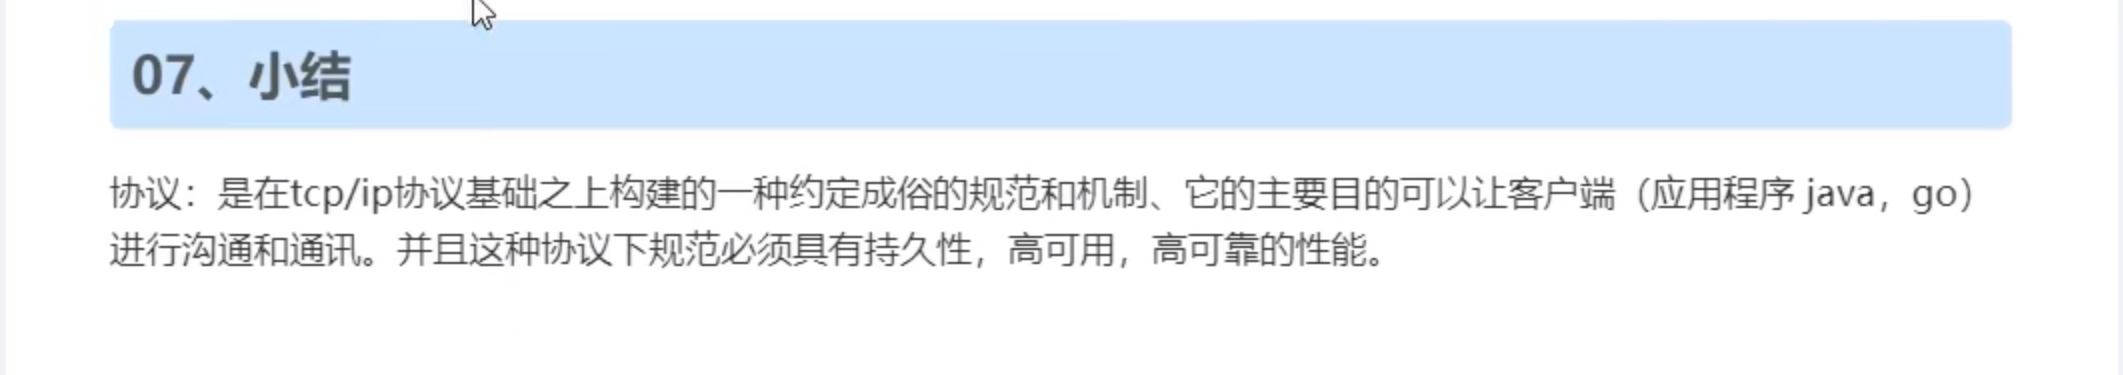 07、小结
协议：是在tcp/ip协议基础之上构建的一种约定成俗的规范和机制、它的主要目的可以让客户端（应用程序 java，go）
进行沟通和通讯。并且这种协议下规范必须具有持久性，高可用，高可靠的性能。